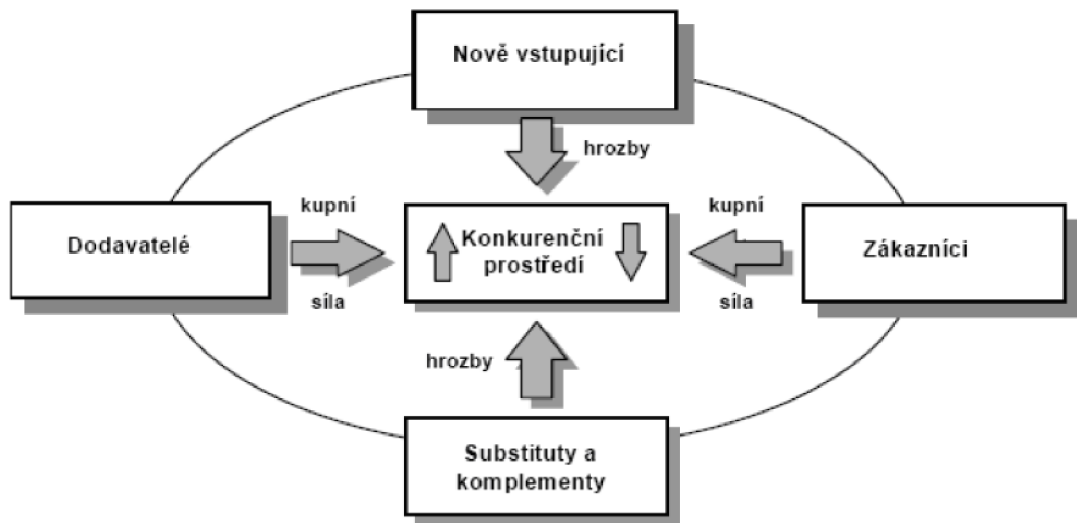 Nově vstupující
hrozby
kupní
kupní
Dodavatelé
Konkurenční
prostředí
Zákazníci
síla
síla
hrozby
Substituty a
komplementy